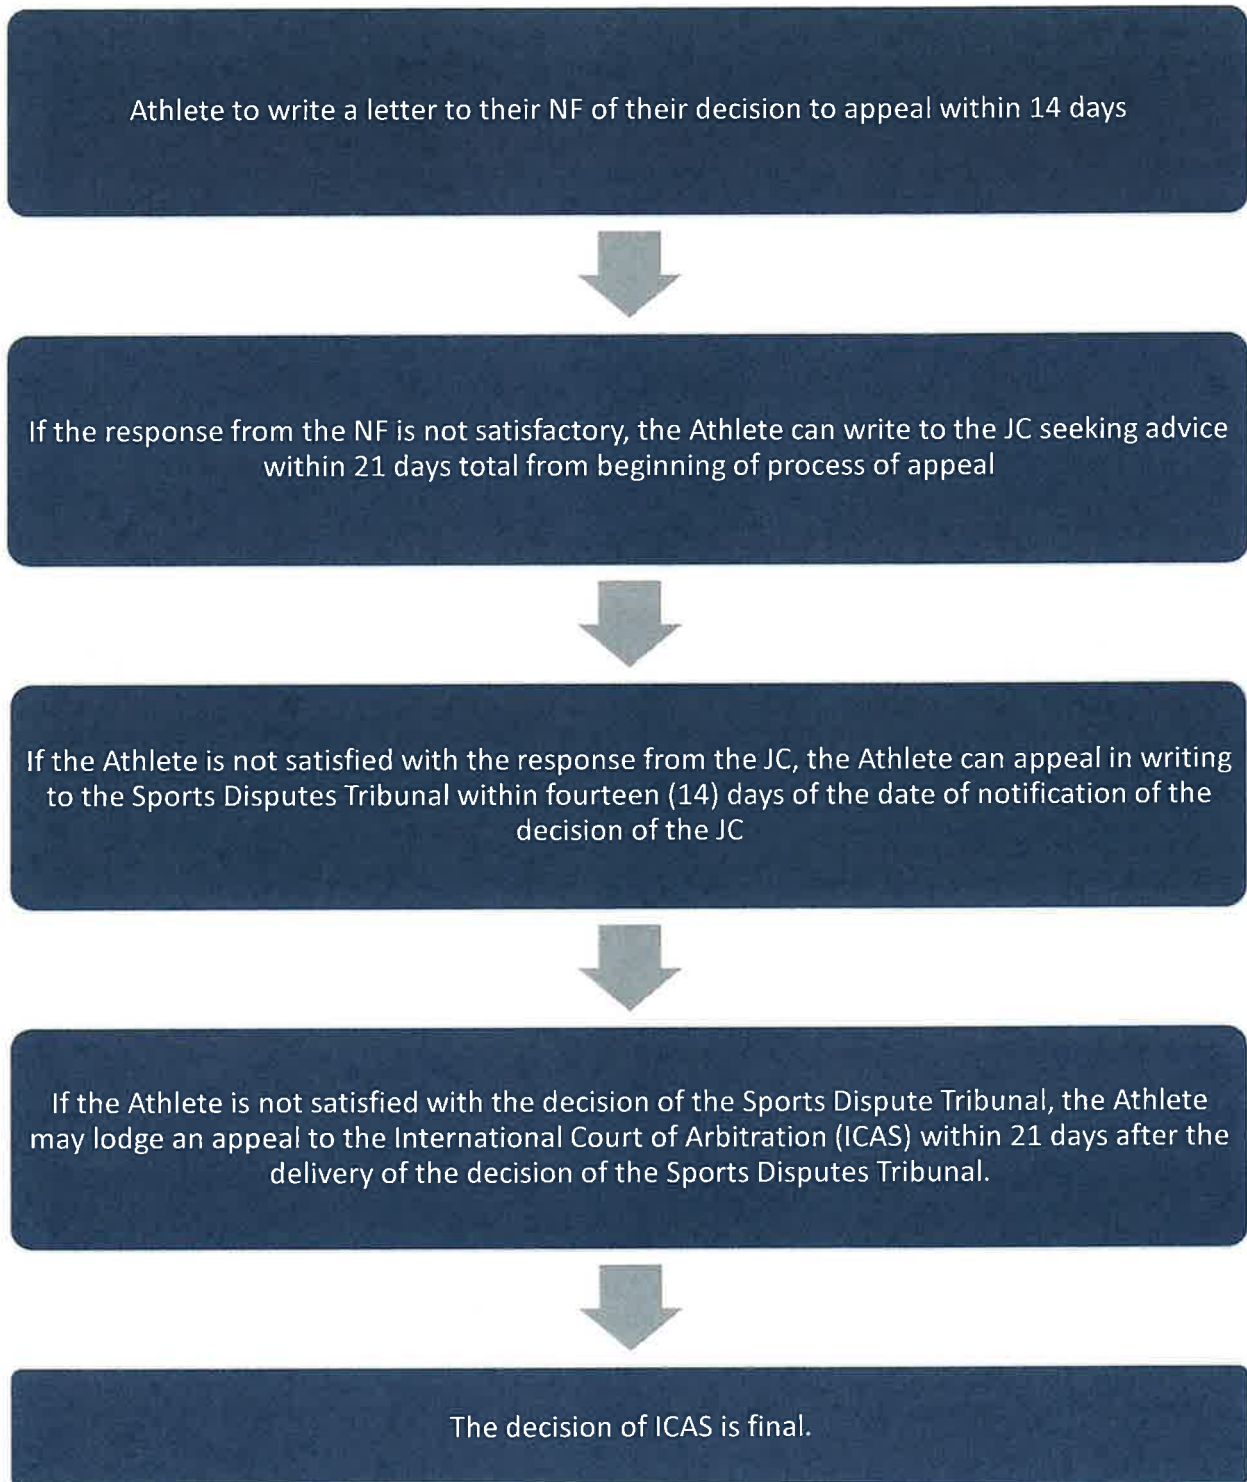 Athlete to write a letter to their NF of their decision to appeal within 14 days
If the response from the NF is not satisfactory, the Athlete can write to the JC seeking advice
within 21 days total from beginning of process of appeal
If the Athlete is not satisfied with the response from the JC, the Athlete can appeal in writing
to the Sports Disputes Tribunal within fourteen (14) days of the date of notification of the
decision of the JC
If the Athlete is not satisfied with the decision of the Sports Dispute Tribunal, the Athlete
may lodge an appeal to the International Court of Arbitration (ICAS) within 21 days after the
delivery of the decision of the Sports Disputes Tribunal.
The decision of ICAS is final.